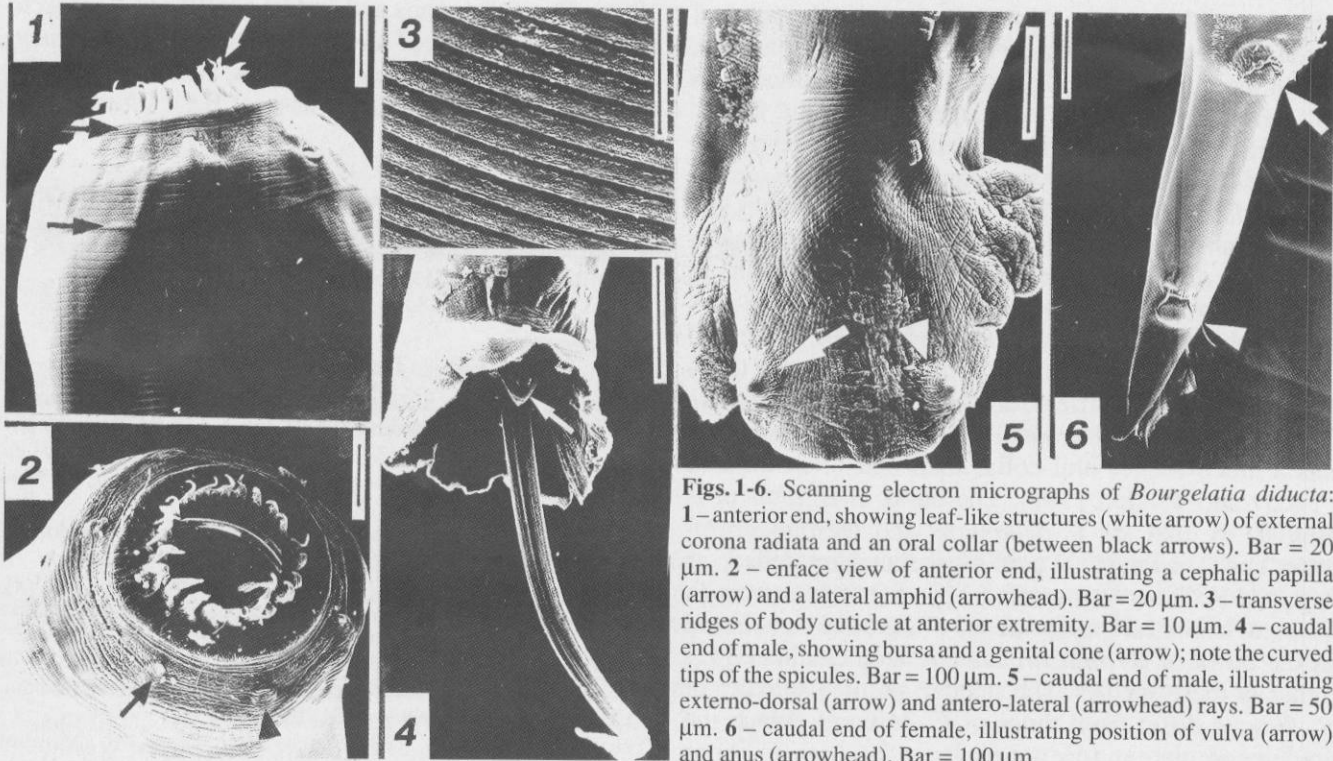 1
3
5
6
2
4
Figs. 1-6. Scanning electron micrographs of Bourgelatia diducta:
1 – anterior end, showing leaf-like structures (white arrow) of external
corona radiata and an oral collar (between black arrows). Bar = 20
μm. 2 – enface view of anterior end, illustrating a cephalic papilla
(arrow) and a lateral amphid (arrowhead). Bar = 20 μm. 3 – transverse
ridges of body cuticle at anterior extremity. Bar = 10 μm. 4 – caudal
end of male, showing bursa and a genital cone (arrow); note the curved
tips of the spicules. Bar = 100 μm. 5 – caudal end of male, illustrating
externo-dorsal (arrow) and antero-lateral (arrowhead) rays. Bar = 50
μm. 6 – caudal end of female, illustrating position of vulva (arrow)
and anus (arrowhead). Bar = 100 μm